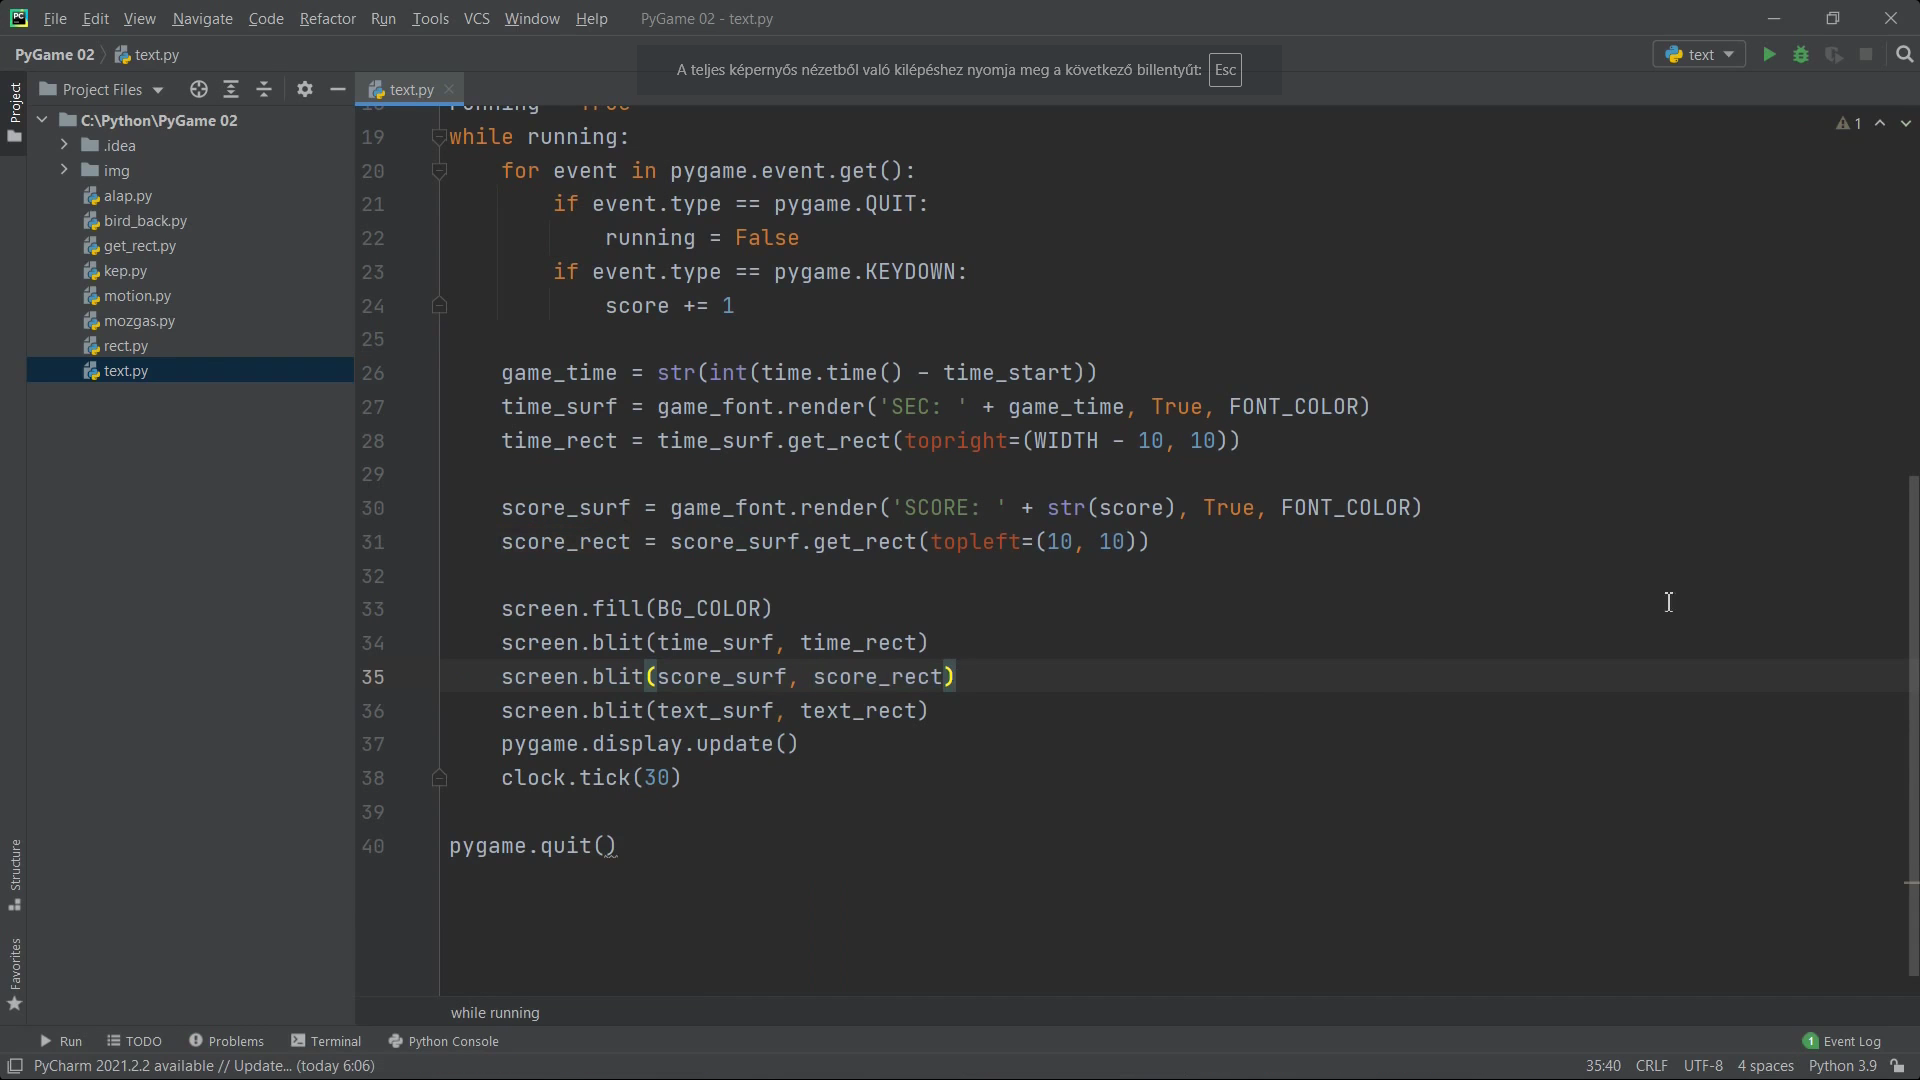 File Edit View Navigate Code Refactor Run Tools VCS Window Help PyGame 02 - text.py
PyGame 02 text.py
text
A teljes képernyős nézetből való kilépéshez nyomja meg a következő billentyűt: Esc
Project
Project Files
text.py
C:\Python\PyGame 02
.idea
img
alap.py
bird_back.py
get_rect.py
kep.py
motion.py
mozgas.py
rect.py
text.py
1
19 while running:
20 for event in pygame.event.get():
21 if event.type == pygame.QUIT:
22 running = False
23 if event.type == pygame.KEYDOWN:
24 score += 1
25
26 game_time = str(int(time.time() - time_start))
27 time_surf = game_font.render('SEC: ' + game_time, True, FONT_COLOR)
28 time_rect = time_surf.get_rect(topright=(WIDTH - 10, 10))
29
30 score_surf = game_font.render('SCORE: ' + str(score), True, FONT_COLOR)
31 score_rect = score_surf.get_rect(topleft=(10, 10))
32
33 screen.fill(BG_COLOR)
34 screen.blit(time_surf, time_rect)
35 screen.blit(score_surf, score_rect)
36 screen.blit(text_surf, text_rect)
37 pygame.display.update()
38 clock.tick(30)
39
40 pygame.quit()
Structure
Favorites
while running
Run TODO Problems Terminal Python Console
1 Event Log
PyCharm 2021.2.2 available // Update... (today 6:06)
35:40 CRLF UTF-8 4 spaces Python 3.9